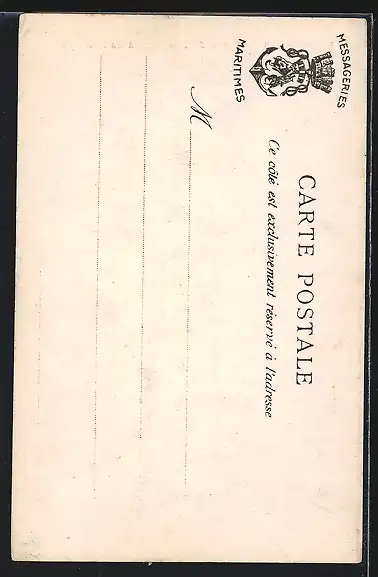 MESSAGERIES
MARITIMES
CARTE POSTALE
Ce côté est exclusivement réservé à l'adresse
M